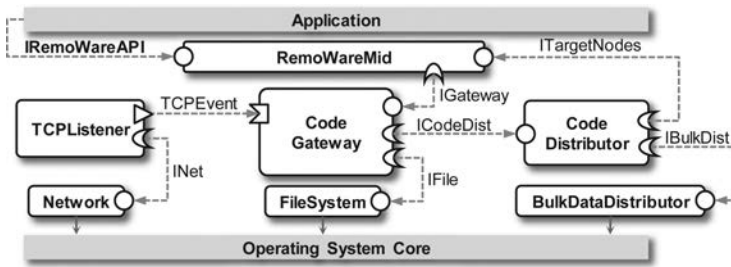 Application
IRemoWareAPI
RemoWareMid
ITargetNodes
TCPEvent
IGateway
TCPListener
Code
Gateway
ICodeDist
Code
Distributor
IBulkDist
INet
IFile
Network
FileSystem
BulkDataDistributor
Operating System Core